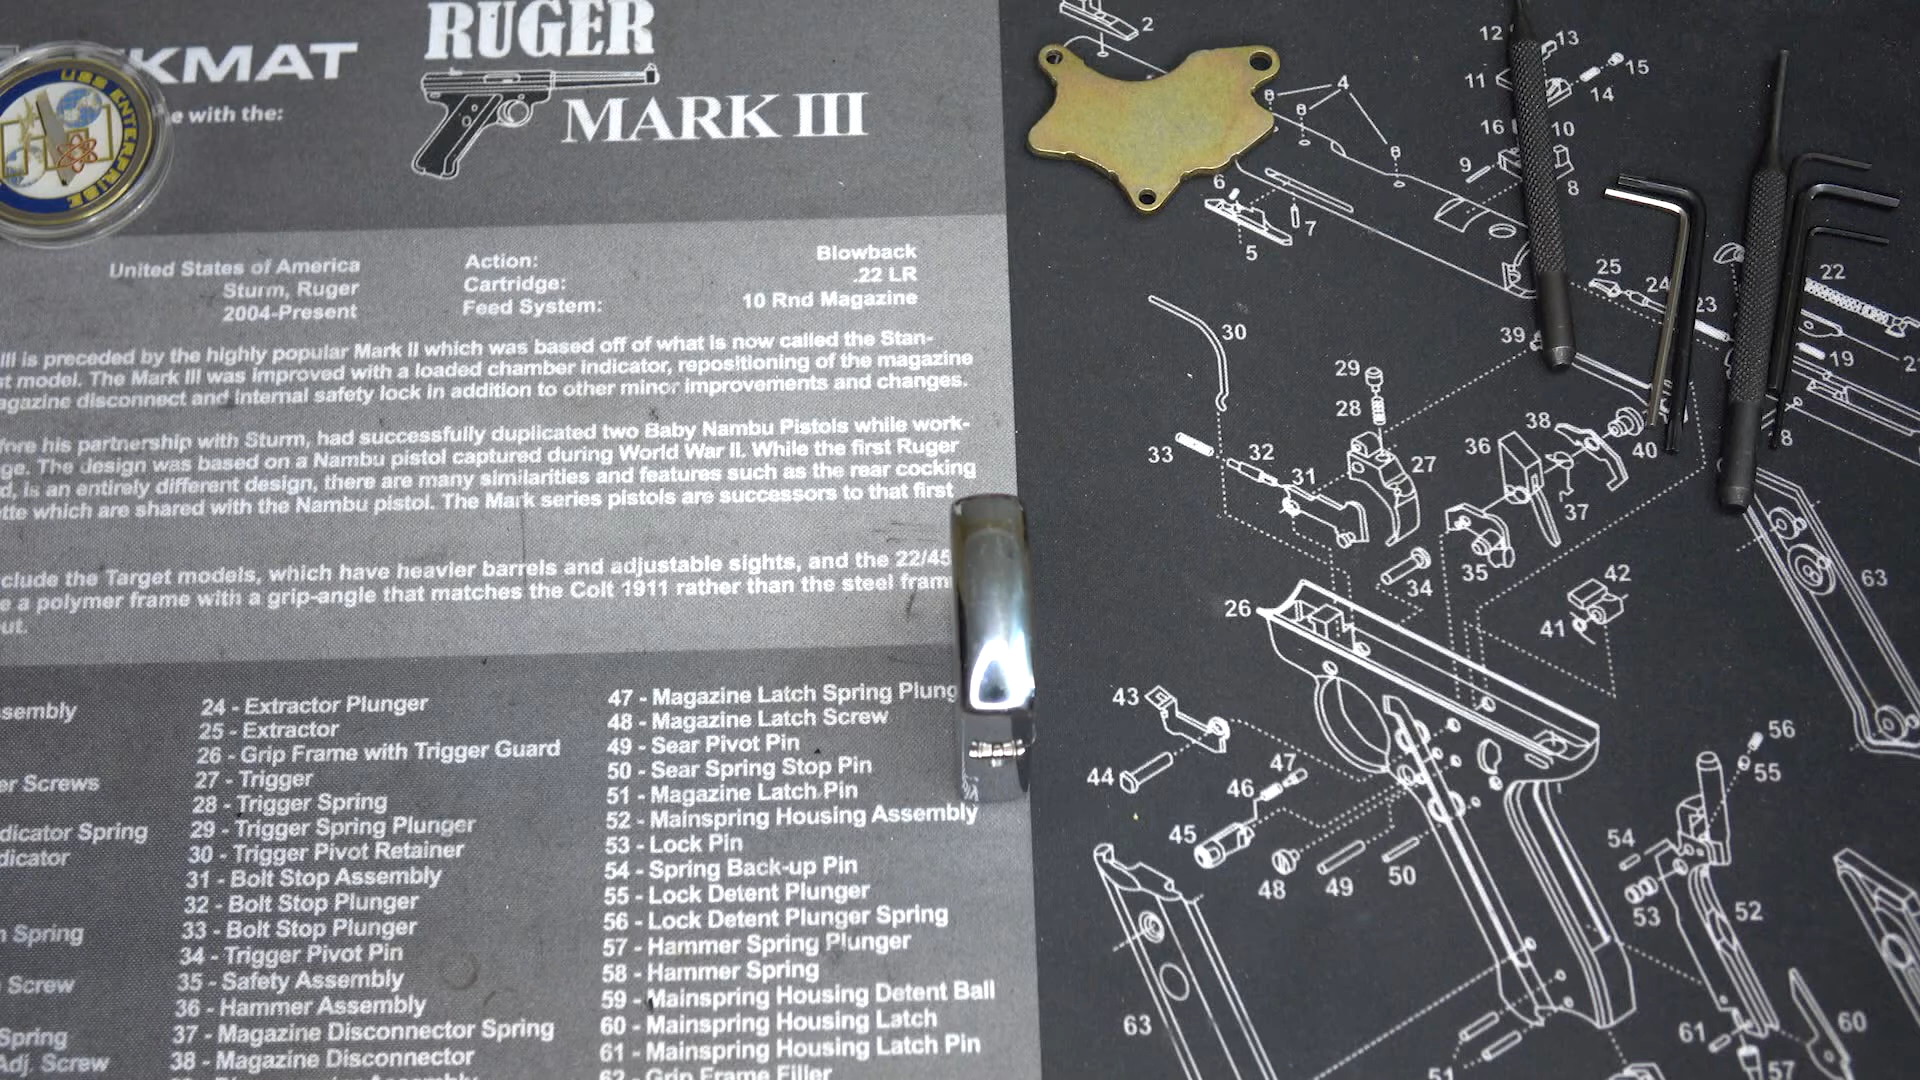 KMAT
RUGER
MARK III
e with the:
USS ENTERPRISE
United States of America
Sturm, Ruger
2004-Present
Action: Blowback
Cartridge: .22 LR
Feed System: 10 Rnd Magazine
III is preceded by the highly popular Mark II which was based off of what is now called the Stan-
st model. The Mark III was improved with a loaded chamber indicator, repositioning of the magazine
agazine disconnect and internal safety lock in addition to other minor improvements and changes.
fore his partnership with Sturm, had successfully duplicated two Baby Nambu Pistols while work-
ge. The design was based on a Nambu pistol captured during World War II. While the first Ruger
d, is an entirely different design, there are many similarities and features such as the rear cocking
tte which are shared with the Nambu pistol. The Mark series pistols are successors to that first
clude the Target models, which have heavier barrels and adjustable sights, and the 22/45
e a polymer frame with a grip-angle that matches the Colt 1911 rather than the steel fram
ut.
sembly
er Screws
dicator Spring
dicator
n Spring
Screw
Spring
Adj. Screw
24 - Extractor Plunger
25 - Extractor
26 - Grip Frame with Trigger Guard
27 - Trigger
28 - Trigger Spring
29 - Trigger Spring Plunger
30 - Trigger Pivot Retainer
31 - Bolt Stop Assembly
32 - Bolt Stop Plunger
33 - Bolt Stop Plunger
34 - Trigger Pivot Pin
35 - Safety Assembly
36 - Hammer Assembly
37 - Magazine Disconnector Spring
38 - Magazine Disconnector
47 - Magazine Latch Spring Plung
48 - Magazine Latch Screw
49 - Sear Pivot Pin
50 - Sear Spring Stop Pin
51 - Magazine Latch Pin
52 - Mainspring Housing Assembly
53 - Lock Pin
54 - Spring Back-up Pin
55 - Lock Detent Plunger
56 - Lock Detent Plunger Spring
57 - Hammer Spring Plunger
58 - Hammer Spring
59 - Mainspring Housing Detent Ball
60 - Mainspring Housing Latch
61 - Mainspring Housing Latch Pin
62 - Grip Frame Filler
2
12
13
15
4
11
14
16
10
9
8
6
7
5
25
24
23
22
30
39
19
29
28
38
36
40
8
33
32
27
31
37
34
35
42
63
26
41
43
56
44
47
55
46
45
54
48
49
50
53
52
63
61
60
51
57